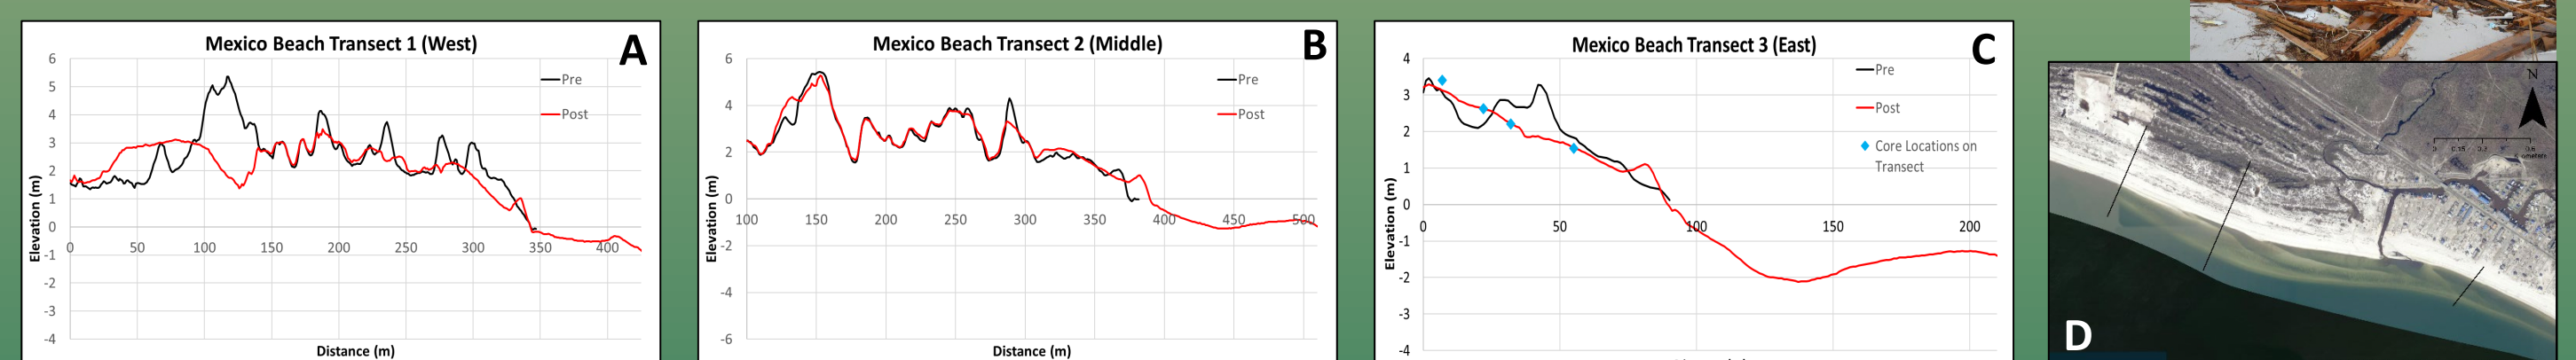 Mexico Beach Transect 1 (West)
A
Pre
Post
6
5
4
3
2
1
0
-1
-2
-3
-4
0 50 100 150 200 250 300 350 400
Elevation (m)
Distance (m)
Mexico Beach Transect 2 (Middle)
B
Pre
Post
6
4
2
0
-2
-4
-6
100 150 200 250 300 350 400 450 500
Elevation (m)
Distance (m)
Mexico Beach Transect 3 (East)
C
Pre
Post
Core Locations on
Transect
4
3
2
1
0
-1
-2
-3
-4
0 50 100 150 200
Elevation (m)
N
D